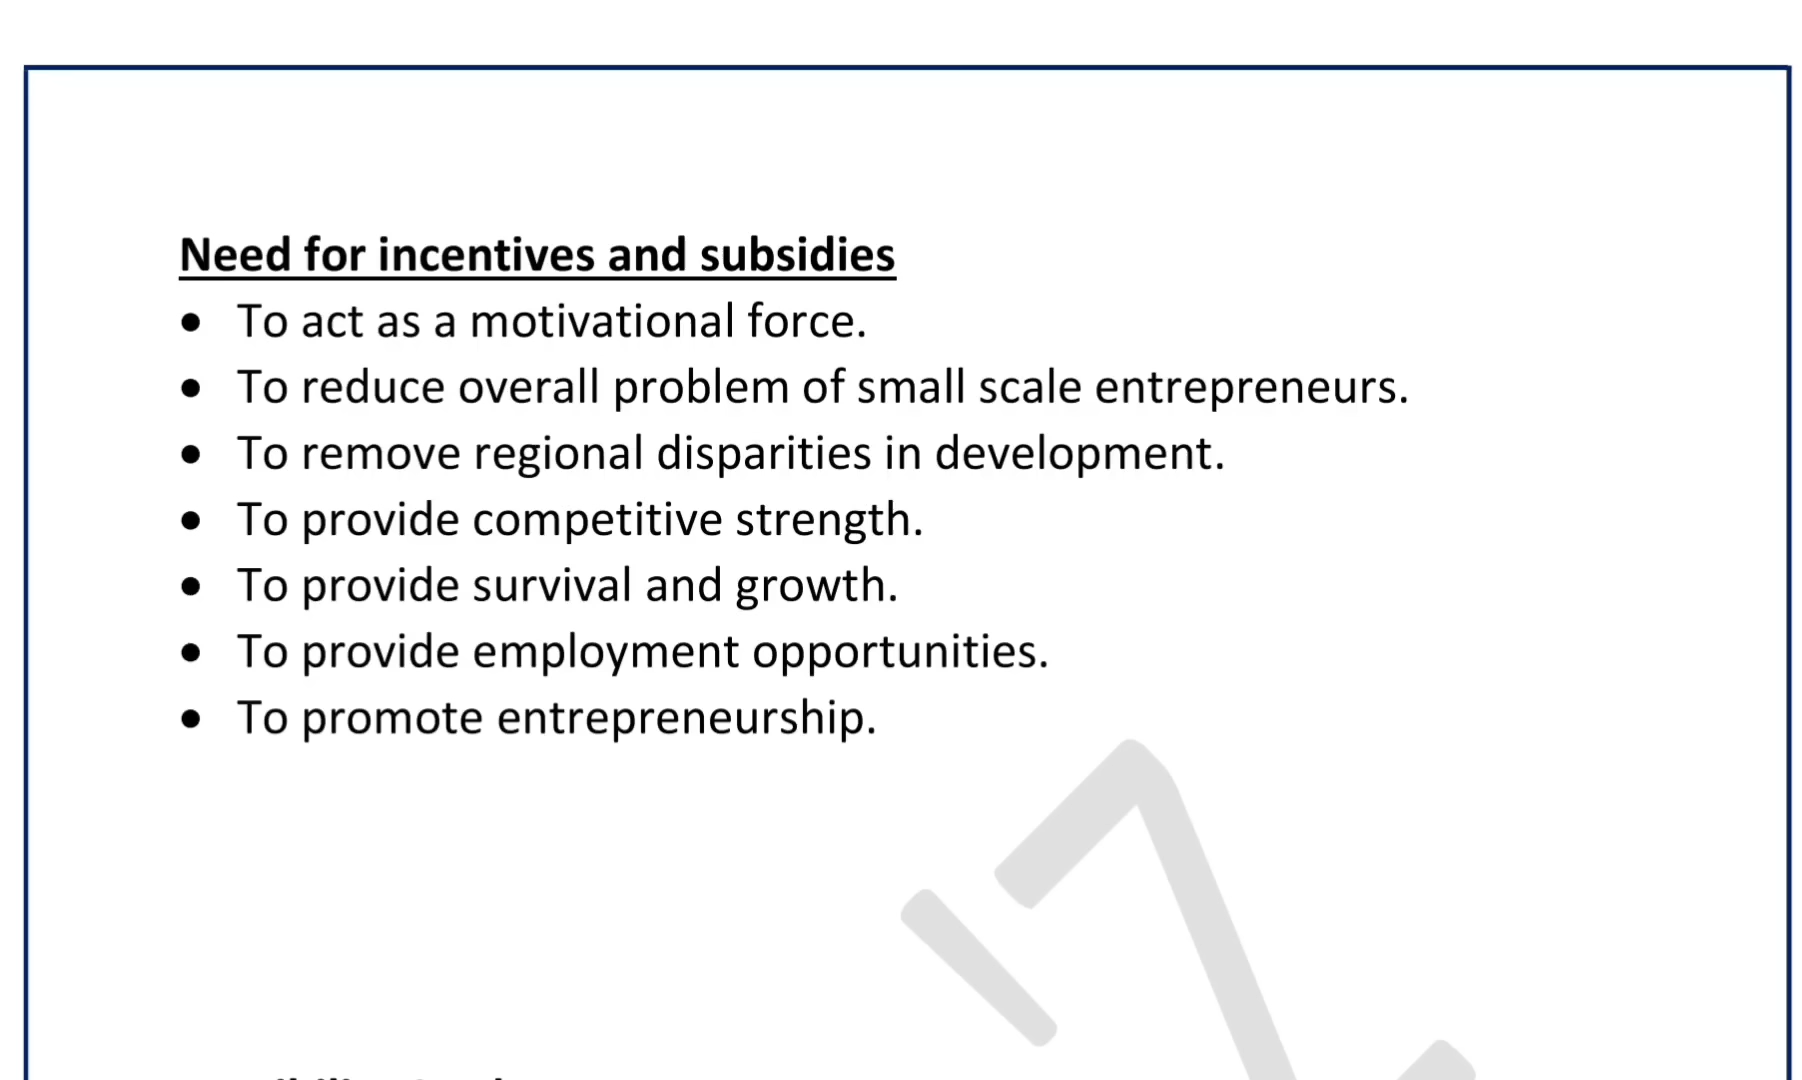 Need for incentives and subsidies
• To act as a motivational force.
• To reduce overall problem of small scale entrepreneurs.
• To remove regional disparities in development.
• To provide competitive strength.
• To provide survival and growth.
• To provide employment opportunities.
• To promote entrepreneurship.